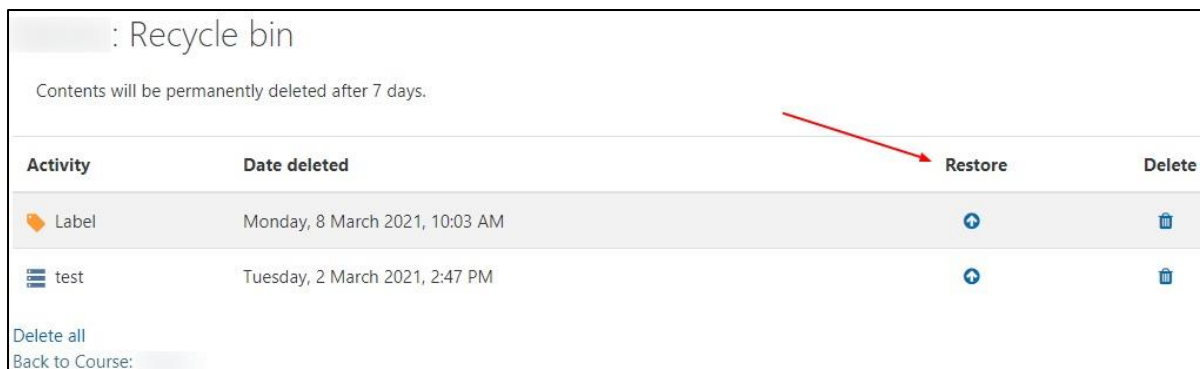 : Recycle bin
Contents will be permanently deleted after 7 days.
Activity Date deleted Restore Delete
Label Monday, 8 March 2021, 10:03 AM
test Tuesday, 2 March 2021, 2:47 PM
Delete all
Back to Course: